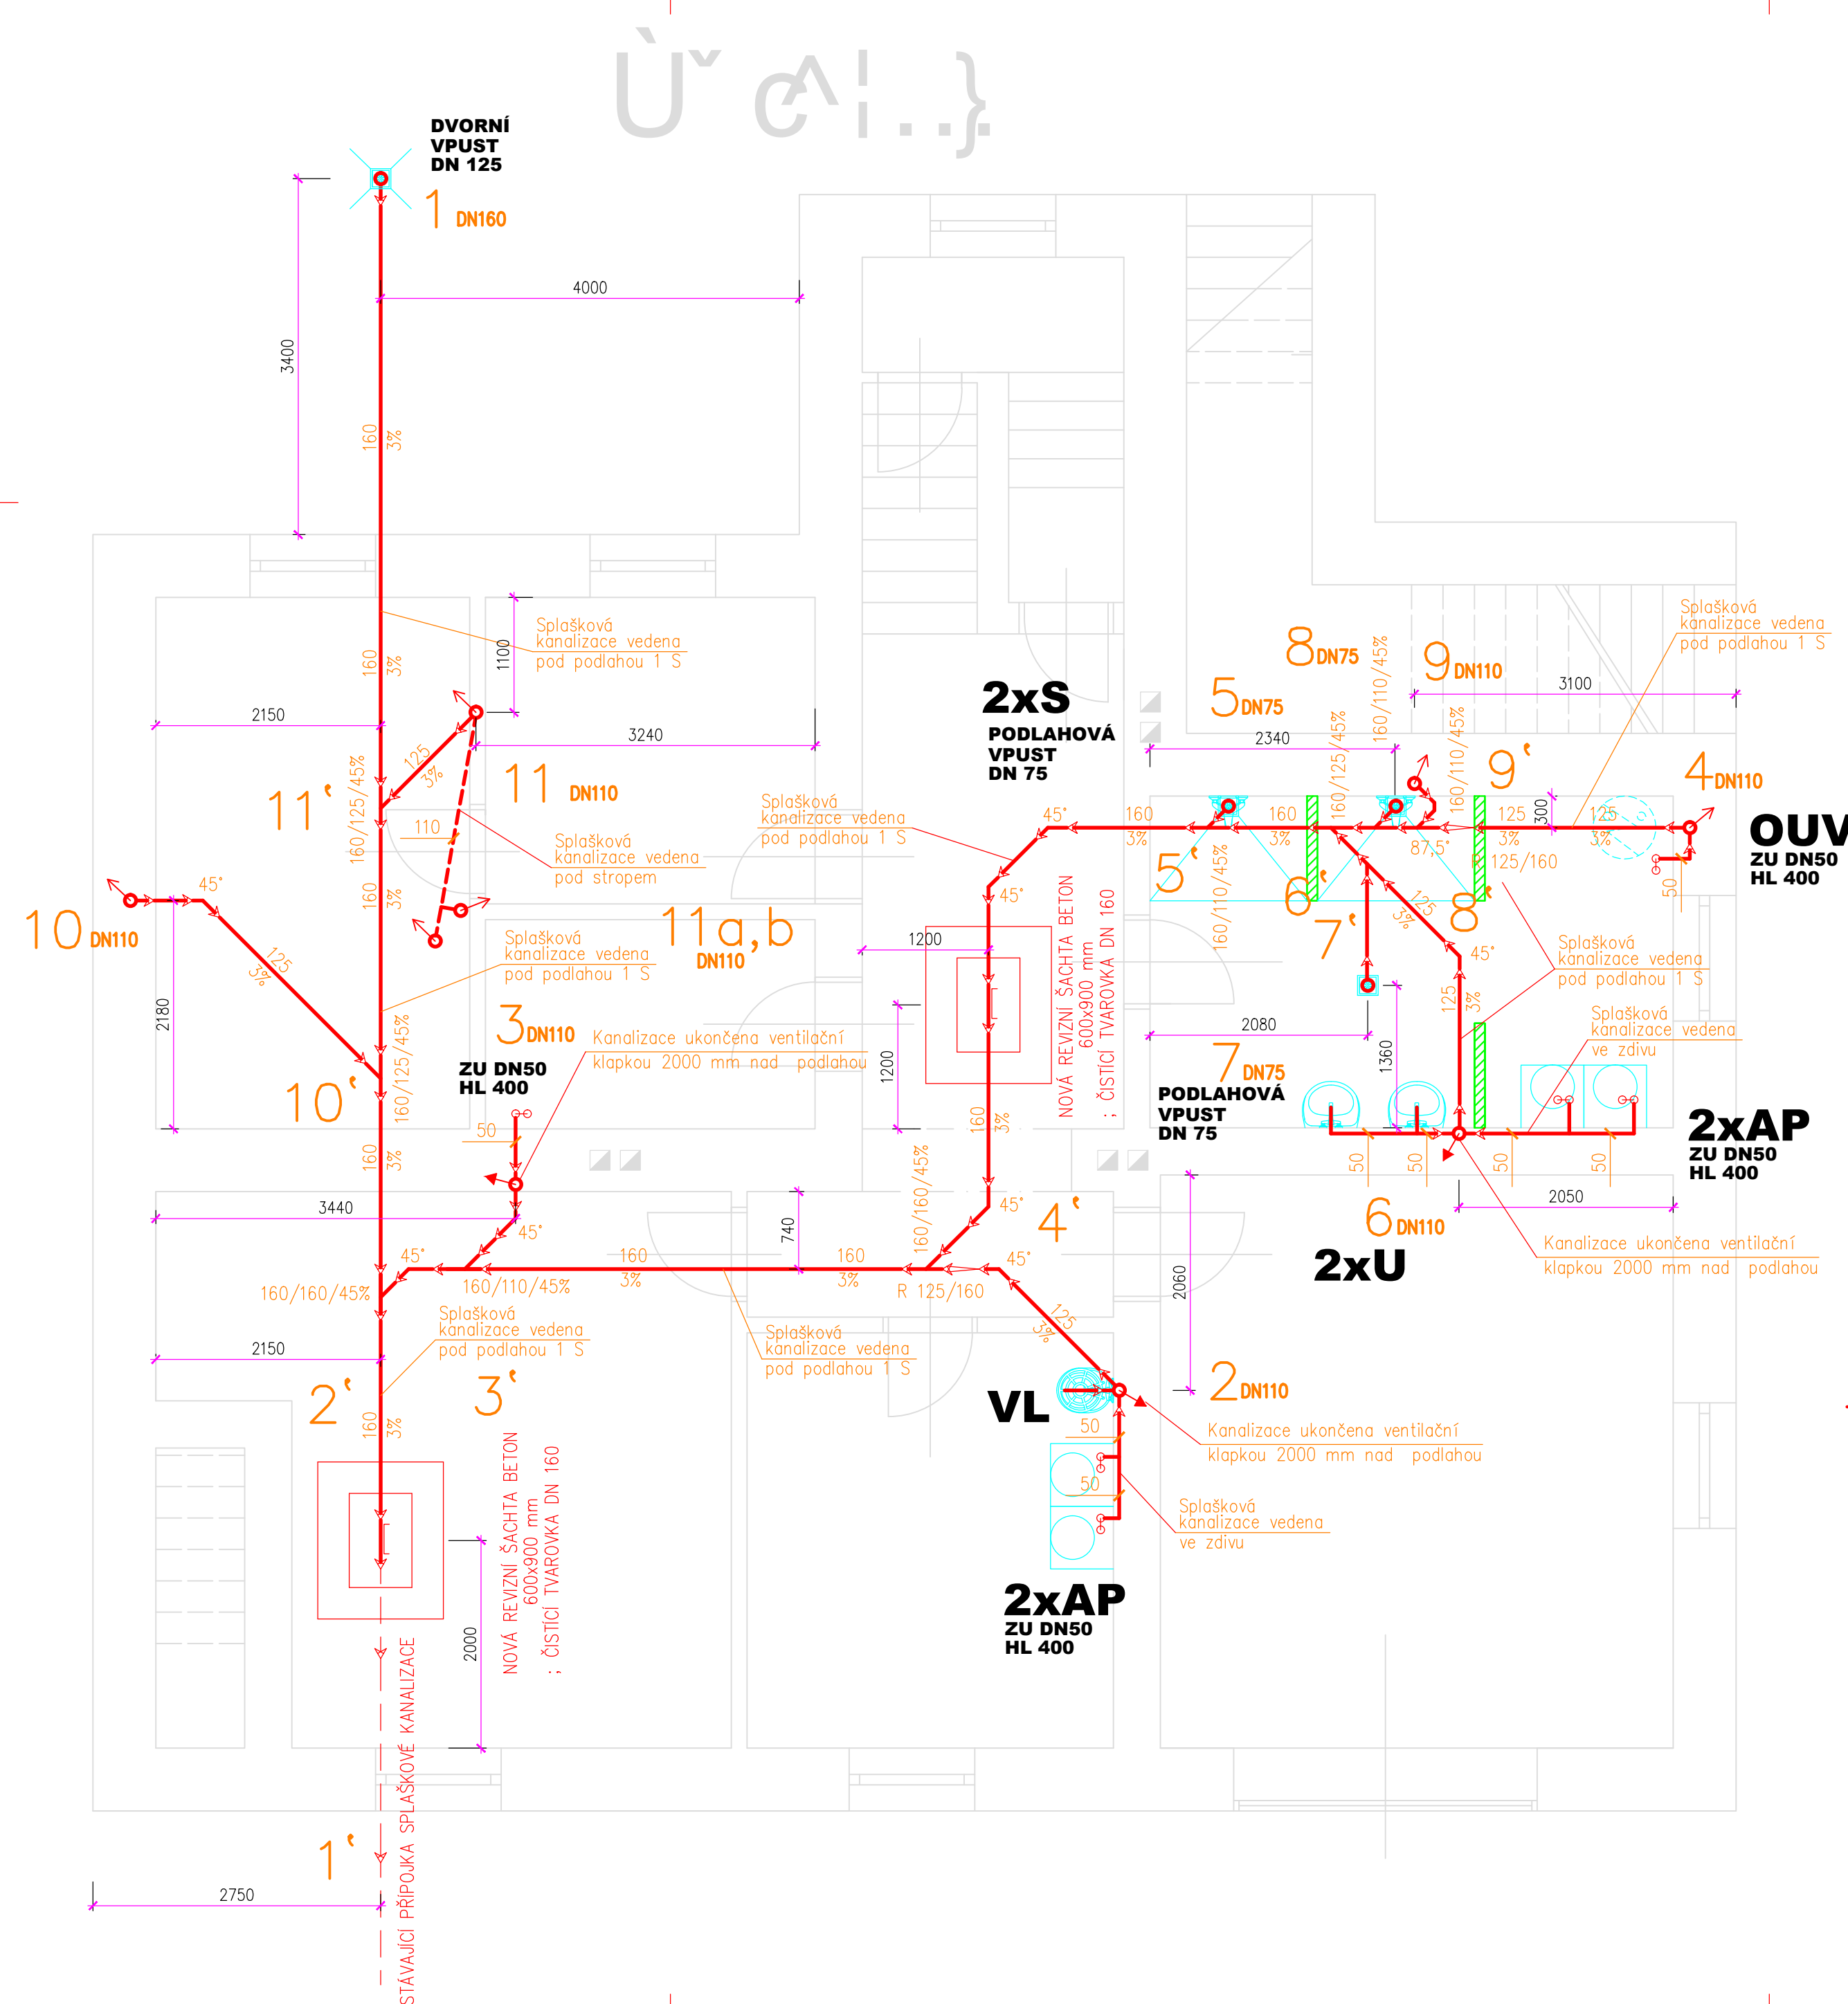 Ù˘ c^¦...}.
DVORNÍ
VPUST
DN 125
1 DN160
4000
3400
160
3%
Splašková
kanalizace vedena
pod podlahou 1 S
1100
160
3%
2150
3240
125
3%
11 DN110
11‘
160/125/45%
110
Splašková
kanalizace vedena
pod stropem
45°
10 DN110
160
3%
11a,b
DN110
125
3%
Splašková
kanalizace vedena
pod podlahou 1 S
2180
160/125/45%
10‘
3 DN110
Kanalizace ukončena ventilační
klapkou 2000 mm nad podlahou
ZU DN50
HL 400
50
160
3%
3440
45°
45°
740
160/160/45%
160/110/45%
160
3%
160
3%
R 125/160
45°
160/160/45%
4‘
Splašková
kanalizace vedena
pod podlahou 1 S
Splašková
kanalizace vedena
pod podlahou 1 S
2150
2‘
3‘
160
3%
NOVÁ REVIZNÍ ŠACHTA BETON
600x900 mm
; ČISTÍCÍ TVAROVKA DN 160
2000
STÁVAJÍCÍ PŘÍPOJKA SPLAŠKOVÉ KANALIZACE
1‘
2750
2xS
PODLAHOVÁ
VPUST
DN 75
Splašková
kanalizace vedena
pod podlahou 1 S
45°
160
3%
160
3%
45°
1200
1200
NOVÁ REVIZNÍ ŠACHTA BETON
600x900 mm
; ČISTÍCÍ TVAROVKA DN 160
160
3%
45°
8 DN75
160/110/45%
9 DN110
3100
Splašková
kanalizace vedena
pod podlahou 1 S
5 DN75
2340
160/125/45%
160/110/45%
9‘
4 DN110
125
3%
300
125
3%
87,5°
R 125/160
OUV
ZU DN50
HL 400
50
5‘
160/110/45%
6‘
7‘
8‘
125
3%
45°
Splašková
kanalizace vedena
pod podlahou 1 S
125
3%
2080
1360
Splašková
kanalizace vedena
ve zdivu
7 DN75
PODLAHOVÁ
VPUST
DN 75
2xAP
ZU DN50
HL 400
50
50
50
50
2050
6 DN110
2xU
Kanalizace ukončena ventilační
klapkou 2000 mm nad podlahou
2060
125
3%
2 DN110
VL
50
Kanalizace ukončena ventilační
klapkou 2000 mm nad podlahou
50
Splašková
kanalizace vedena
ve zdivu
2xAP
ZU DN50
HL 400